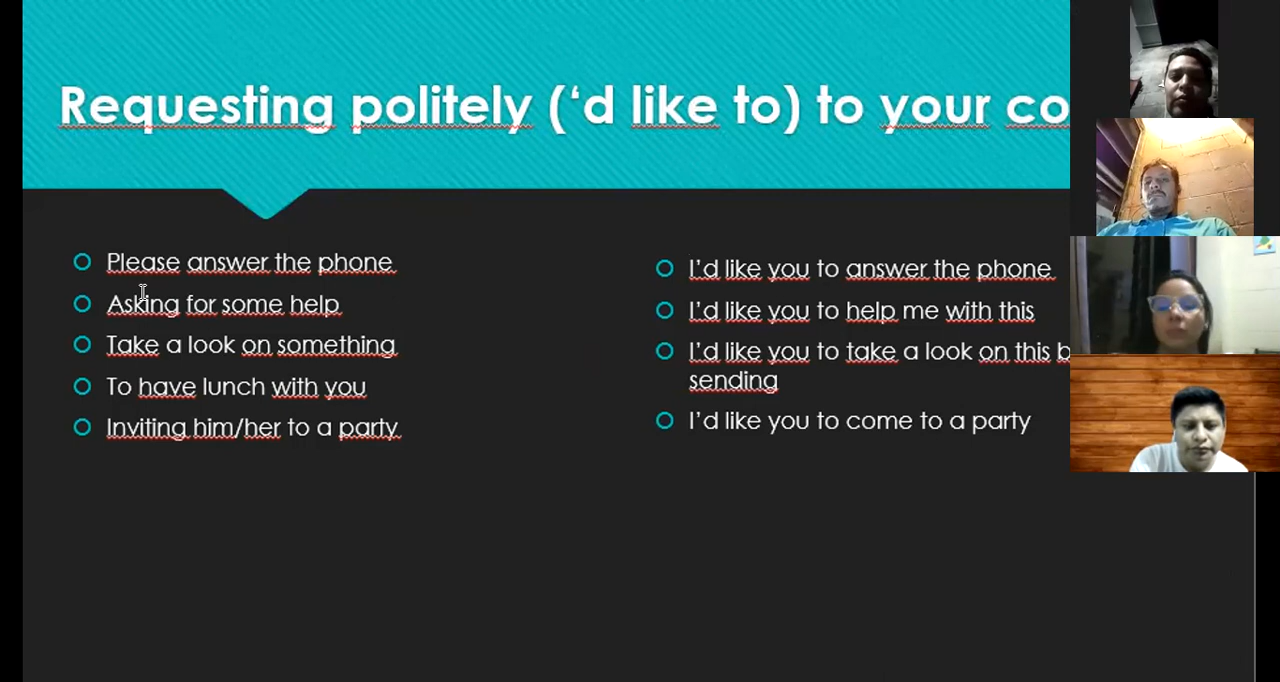 Requesting politely (‘d like to) to your co
Please answer the phone
Asking for some help
Take a look on something
To have lunch with you
Inviting him/her to a party
I’d like you to answer the phone
I’d like you to help me with this
I’d like you to take a look on this b
sending
I’d like you to come to a party